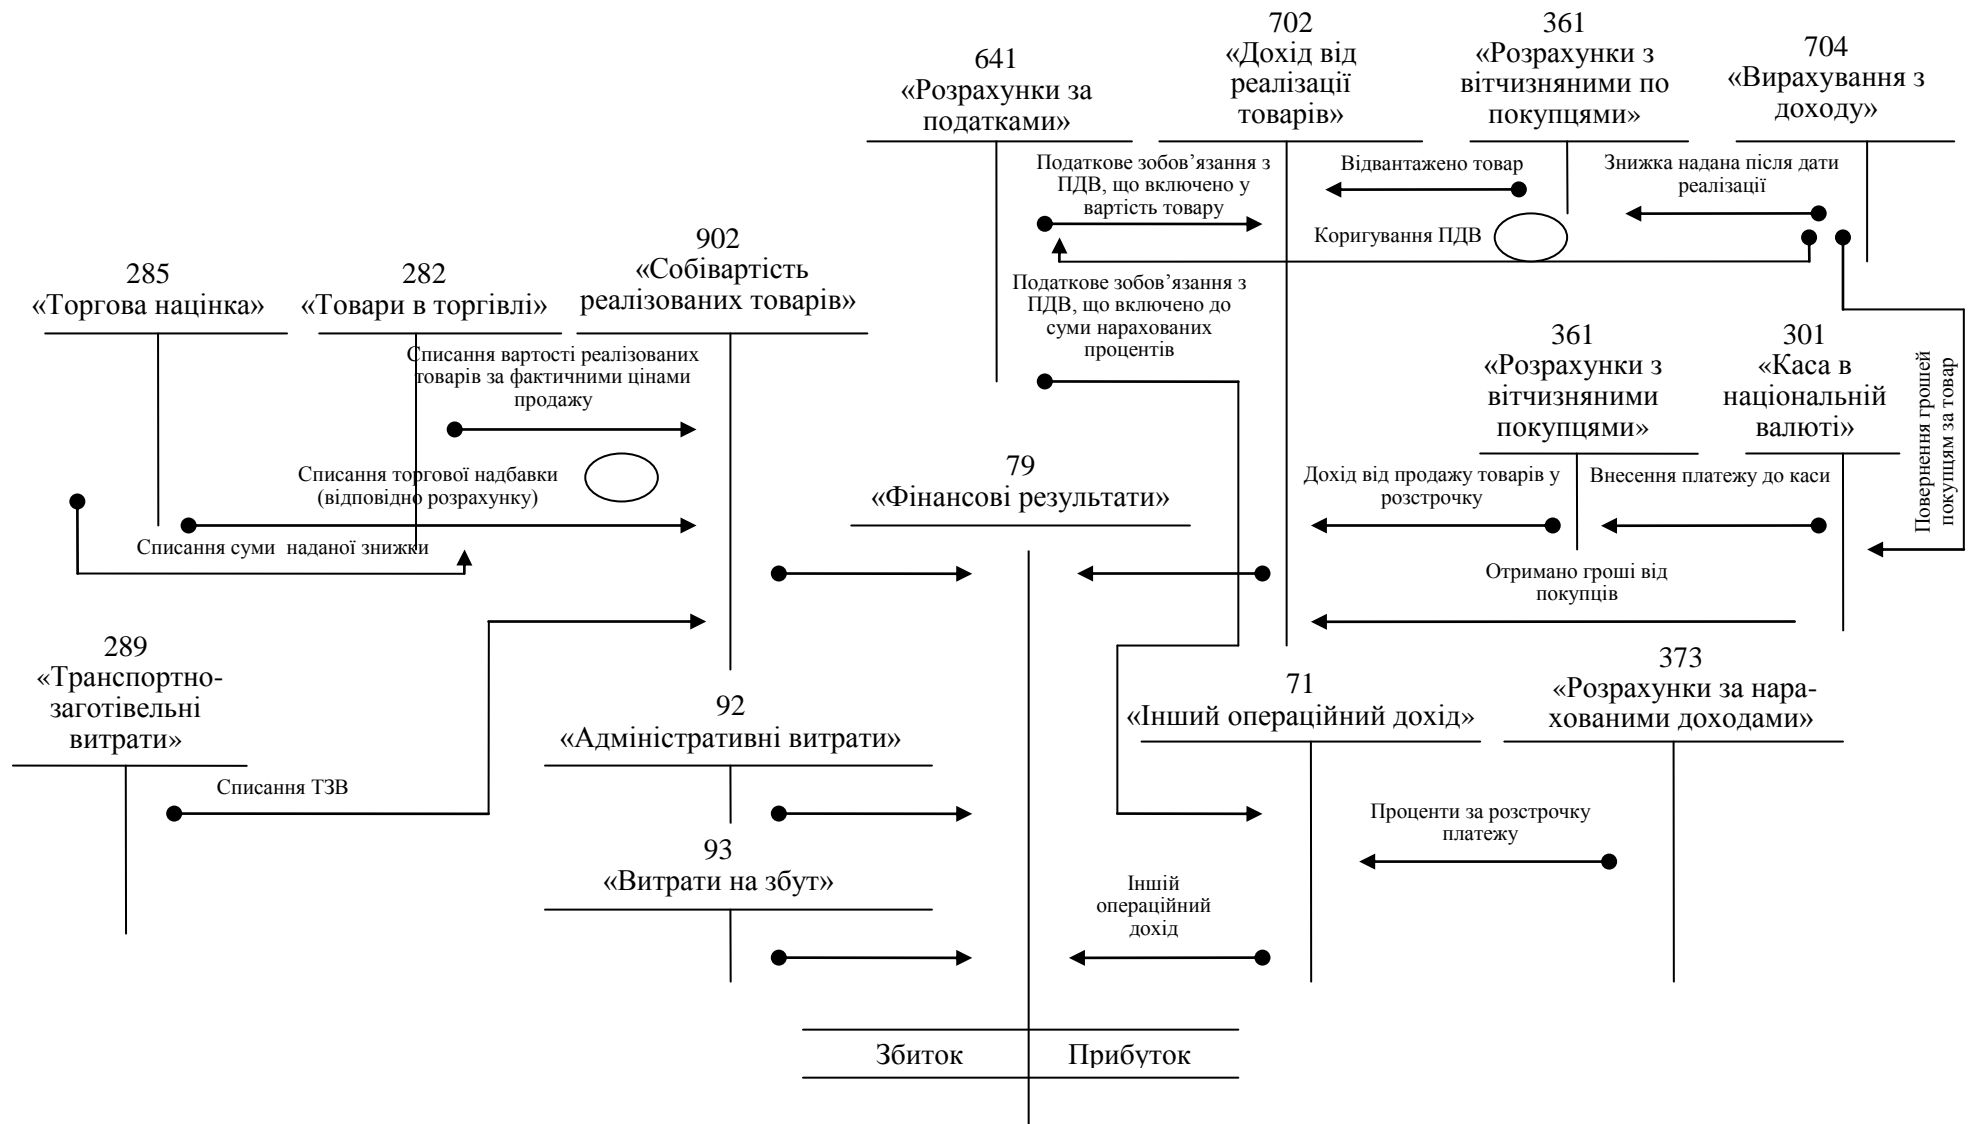 702
«Дохід від
реалізації
товарів»
361
«Розрахунки з
вітчизняними по
покупцями»
641
«Розрахунки за
податками»
704
«Вирахування з
доходу»
Податкове зобов’язання з
ПДВ, що включено у
вартість товару
Відвантажено товар
Знижка надана після дати
реалізації
Коригування ПДВ
902
«Собівартість
реалізованих товарів»
285
«Торгова націнка»
282
«Товари в торгівлі»
Податкове зобов’язання з
ПДВ, що включено до
суми нарахованих
процентів
361
«Розрахунки з
вітчизняними
покупцями»
301
«Каса в
національній
валюті»
Повернення грошей
покупцям за товар
Списання вартості реалізованих
товарів за фактичними цінами
продажу
Списання торгової надбавки
(відповідно розрахунку)
79
«Фінансові результати»
Дохід від продажу товарів у
розстрочку
Внесення платежу до каси
Списання суми наданої знижки
Отримано гроші від
покупців
289
«Транспортно-
заготівельні
витрати»
373
«Розрахунки за нара-
хованими доходами»
71
«Інший операційний дохід»
92
«Адміністративні витрати»
Списання ТЗВ
Проценти за розстрочку
платежу
93
«Витрати на збут»
Іншій
операційний
дохід
Збиток
Прибуток